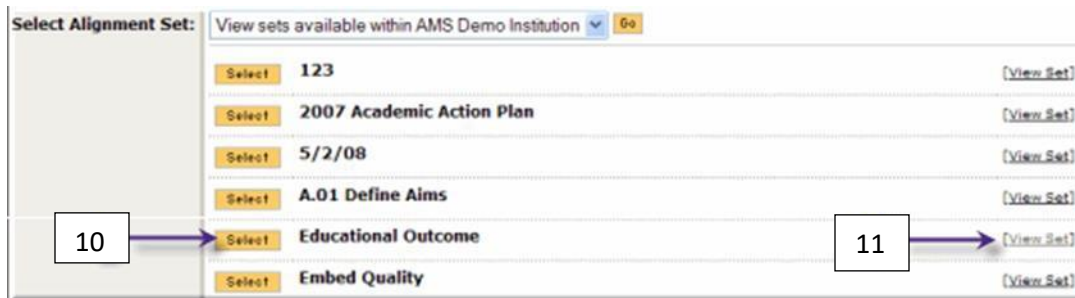 Select Alignment Set: View sets available within AMS Demo Institution Go
Select 123 [View Set]
Select 2007 Academic Action Plan [View Set]
Select 5/2/08 [View Set]
Select A.01 Define Aims [View Set]
10 Select Educational Outcome 11 [View Set]
Select Embed Quality [View Set]